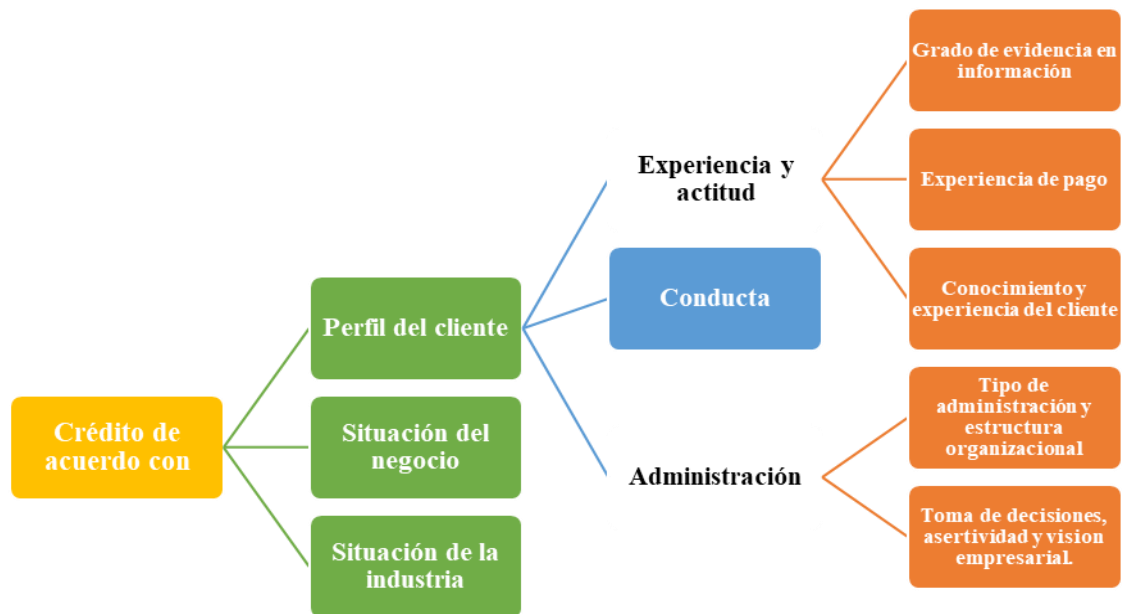 Crédito de
acuerdo con
Perfil del cliente
Situación del
negocio
Situación de la
industria
Experiencia y
actitud
Conducta
Administración
Grado de evidencia en
información
Experiencia de pago
Conocimiento y
experiencia del cliente
Tipo de
administración y
estructura
organizacional
Toma de decisiones,
asertividad y vision
empresarial.